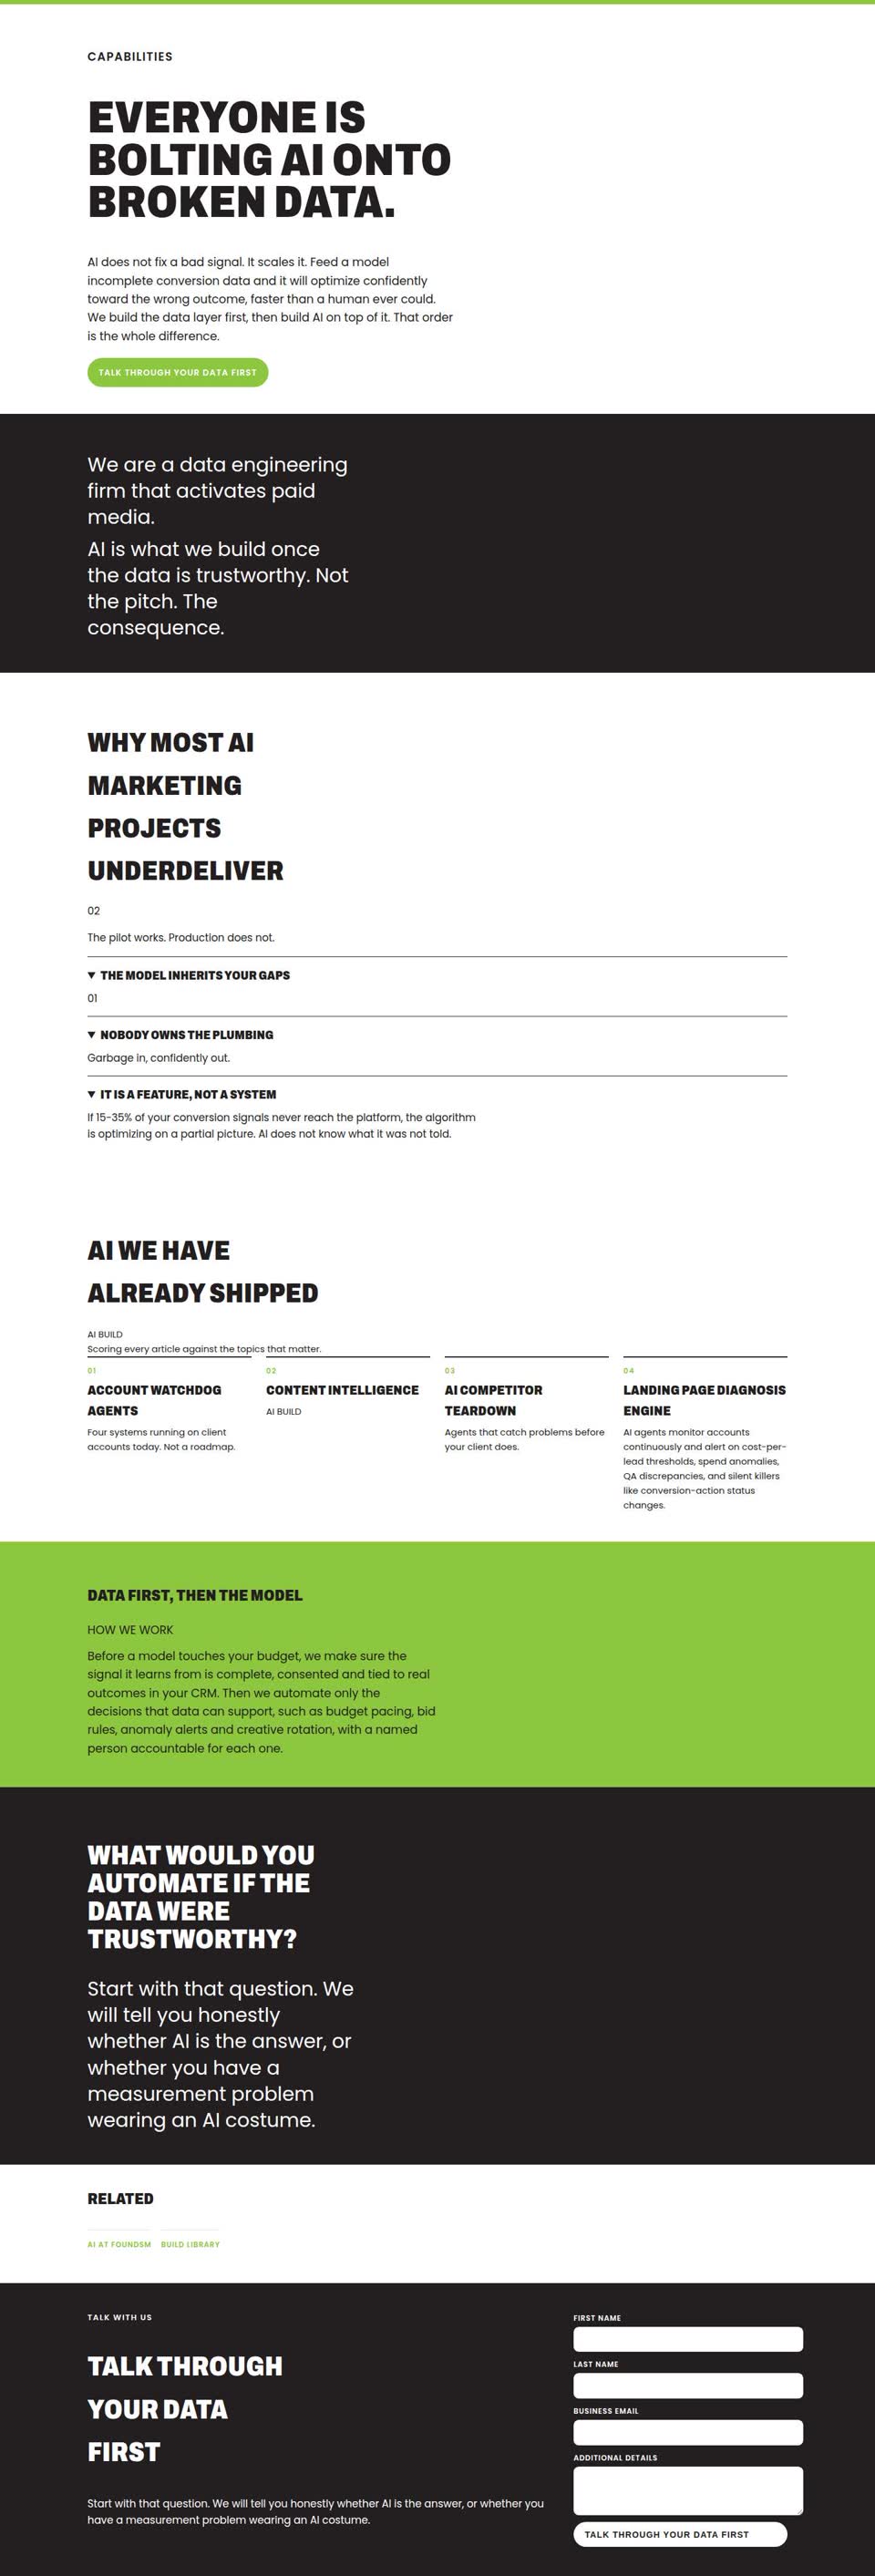 CAPABILITIES
EVERYONE IS
BOLTING AI ONTO
BROKEN DATA.
AI does not fix a bad signal. It scales it. Feed a model
incomplete conversion data and it will optimize confidently
toward the wrong outcome, faster than a human ever could.
We build the data layer first, then build AI on top of it. That order
is the whole difference.
TALK THROUGH YOUR DATA FIRST
We are a data engineering
firm that activates paid
media.
AI is what we build once
the data is trustworthy. Not
the pitch. The
consequence.
WHY MOST AI
MARKETING
PROJECTS
UNDERDELIVER
02
The pilot works. Production does not.
▼ THE MODEL INHERITS YOUR GAPS
01
▼ NOBODY OWNS THE PLUMBING
Garbage in, confidently out.
▼ IT IS A FEATURE, NOT A SYSTEM
If 15-35% of your conversion signals never reach the platform, the algorithm
is optimizing on a partial picture. AI does not know what it was not told.
AI WE HAVE
ALREADY SHIPPED
AI BUILD
Scoring every article against the topics that matter.
01
ACCOUNT WATCHDOG
AGENTS
Four systems running on client
accounts today. Not a roadmap.
02
CONTENT INTELLIGENCE
AI BUILD
03
AI COMPETITOR
TEARDOWN
Agents that catch problems before
your client does.
04
LANDING PAGE DIAGNOSIS
ENGINE
AI agents monitor accounts
continuously and alert on cost-per-
lead thresholds, spend anomalies,
QA discrepancies, and silent killers
like conversion-action status
changes.
DATA FIRST, THEN THE MODEL
HOW WE WORK
Before a model touches your budget, we make sure the
signal it learns from is complete, consented and tied to real
outcomes in your CRM. Then we automate only the
decisions that data can support, such as budget pacing, bid
rules, anomaly alerts and creative rotation, with a named
person accountable for each one.
WHAT WOULD YOU
AUTOMATE IF THE
DATA WERE
TRUSTWORTHY?
Start with that question. We
will tell you honestly
whether AI is the answer, or
whether you have a
measurement problem
wearing an AI costume.
RELATED
AI AT FOUNDSM
BUILD LIBRARY
TALK WITH US
TALK THROUGH
YOUR DATA
FIRST
Start with that question. We will tell you honestly whether AI is the answer, or whether you
have a measurement problem wearing an AI costume.
FIRST NAME
LAST NAME
BUSINESS EMAIL
ADDITIONAL DETAILS
TALK THROUGH YOUR DATA FIRST